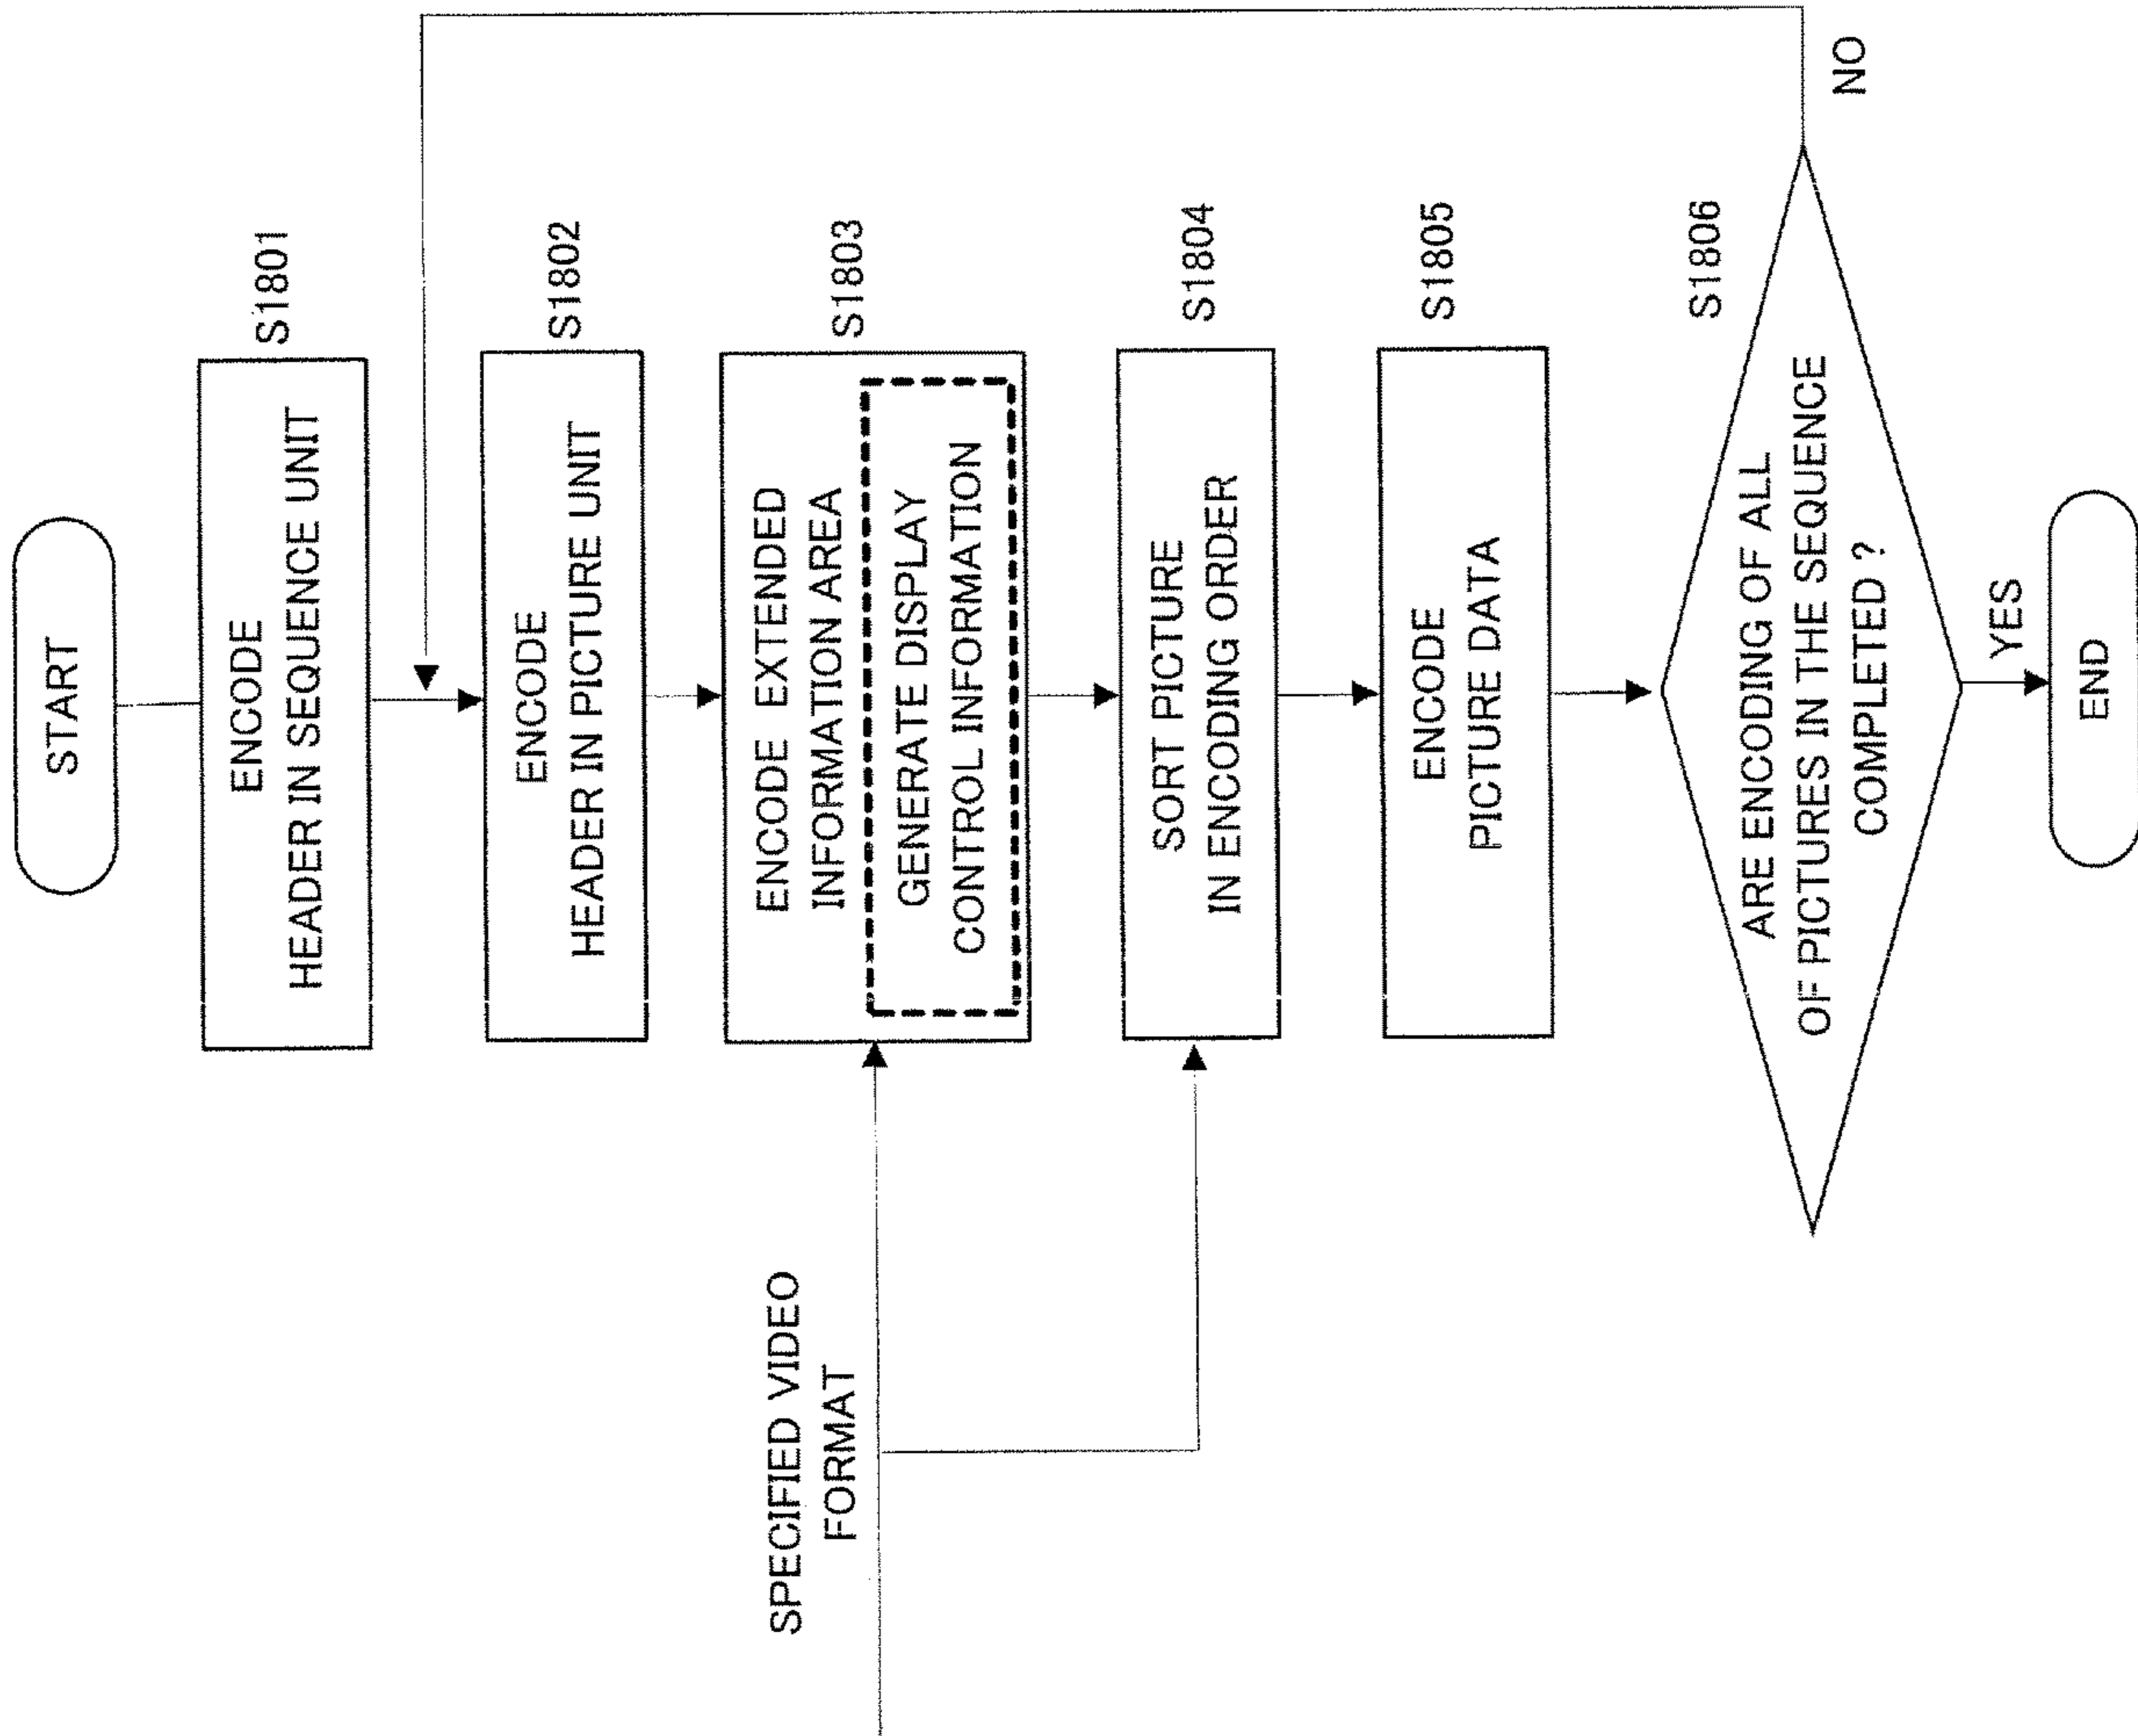 START
ENCODE
HEADER IN SEQUENCE UNIT
S1801
ENCODE
HEADER IN PICTURE UNIT
S1802
SPECIFIED VIDEO
FORMAT
ENCODE EXTENDED
INFORMATION AREA
GENERATE DISPLAY
CONTROL INFORMATION
S1803
SORT PICTURE
IN ENCODING ORDER
S1804
ENCODE
PICTURE DATA
S1805
S1806
ARE ENCODING OF ALL
OF PICTURES IN THE SEQUENCE
COMPLETED ?
NO
YES
END